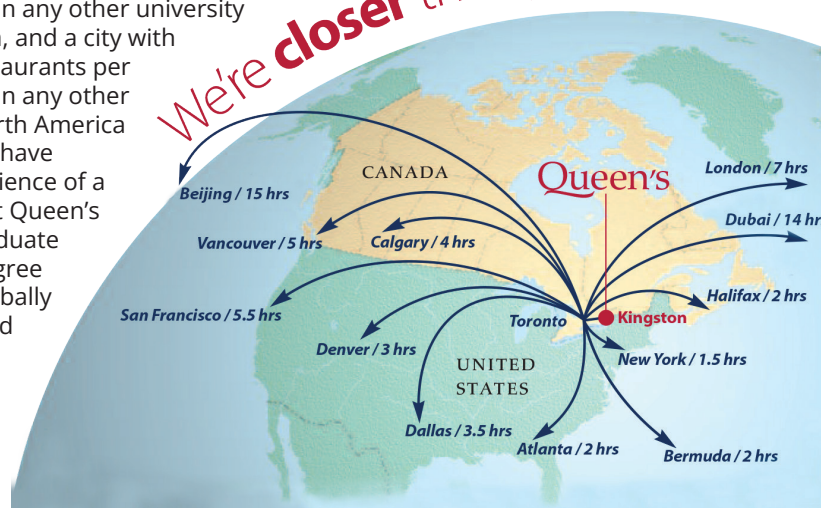 n any other university
, and a city with
aurants per
n any other
rth America
have
ience of a
t Queen's
duate
gree
bally
d
We're closer th
CANADA
Queen's
London / 7 hrs
Beijing / 15 hrs
Dubai / 14 hr
Vancouver / 5 hrs
Calgary / 4 hrs
Halifax / 2 hrs
San Francisco / 5.5 hrs
Toronto
Kingston
Denver / 3 hrs
New York / 1.5 hrs
UNITED
STATES
Dallas / 3.5 hrs
Atlanta / 2 hrs
Bermuda / 2 hrs